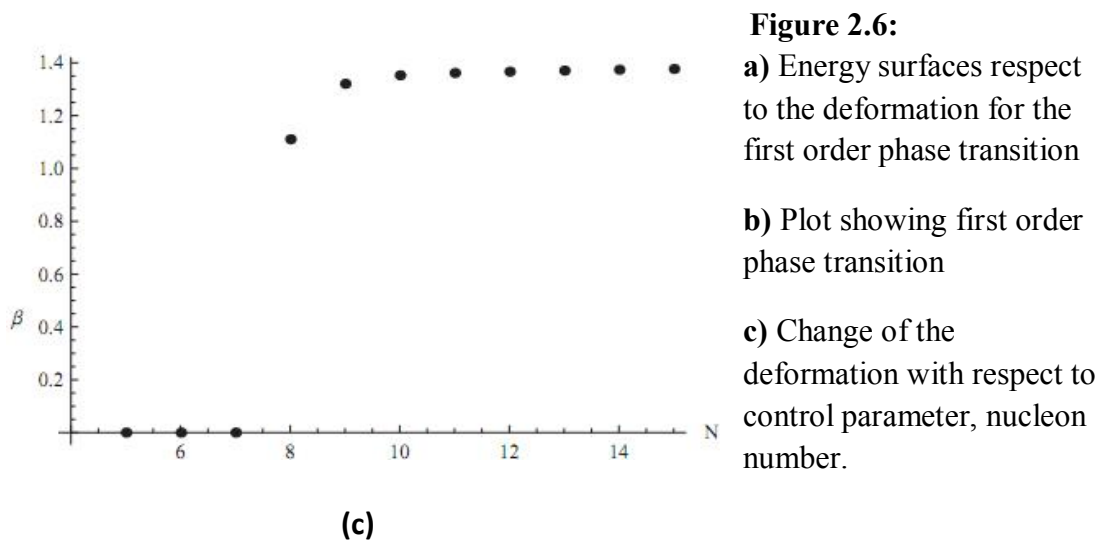 1.4
1.2
1.0
0.8
0.6
β 0.4
0.2
6 8 10 12 14 N
(c)
Figure 2.6:
a) Energy surfaces respect
to the deformation for the
first order phase transition
b) Plot showing first order
phase transition
c) Change of the
deformation with respect to
control parameter, nucleon
number.